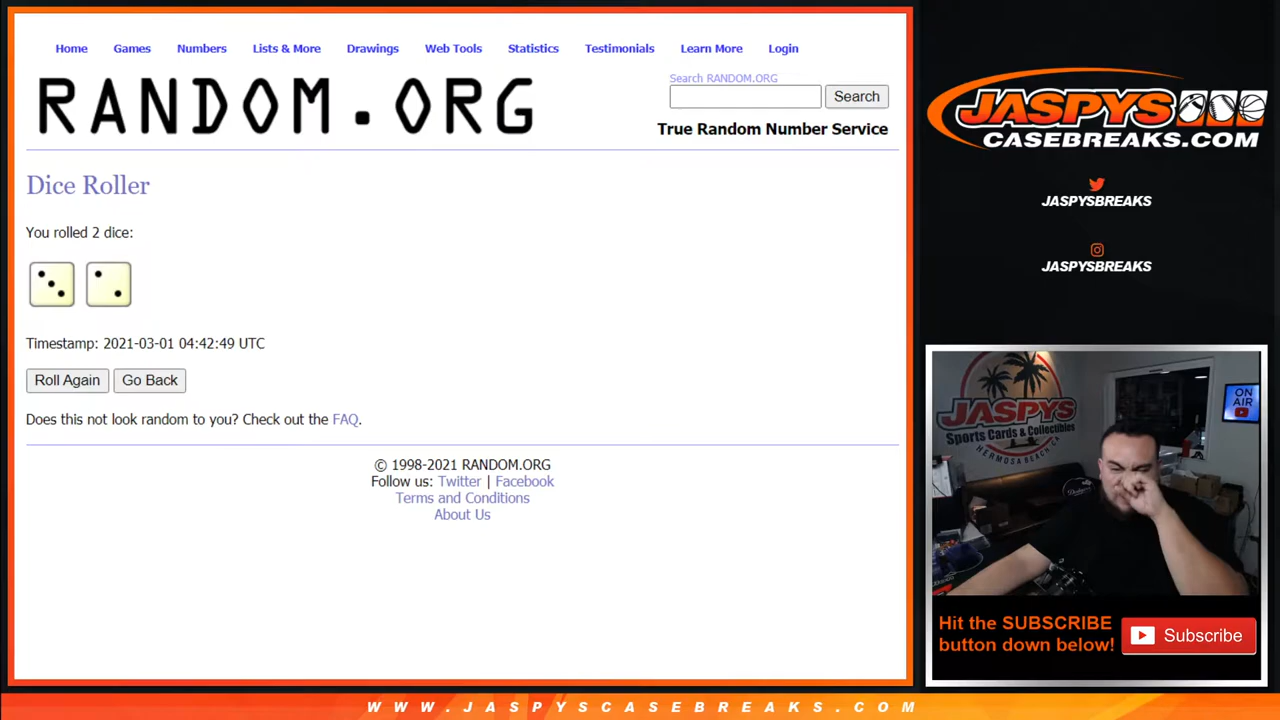 Home Games Numbers Lists & More Drawings Web Tools Statistics Testimonials Learn More Login
RANDOM.ORG
Search RANDOM.ORG
Search
True Random Number Service
Dice Roller
You rolled 2 dice:
Timestamp: 2021-03-01 04:42:49 UTC
Roll Again Go Back
Does this not look random to you? Check out the FAQ.
© 1998-2021 RANDOM.ORG
Follow us: Twitter | Facebook
Terms and Conditions
About Us
JASPYS
CASEBREAKS.COM
JASPYSBREAKS
JASPYSBREAKS
JASPYS
Sports Cards & Collectibles
HERMOSA BEACH, CA
ON
AIR
Dodgers
Hit the SUBSCRIBE
button down below!
Subscribe
WWW.JASPYSCASEBREAKS.COM